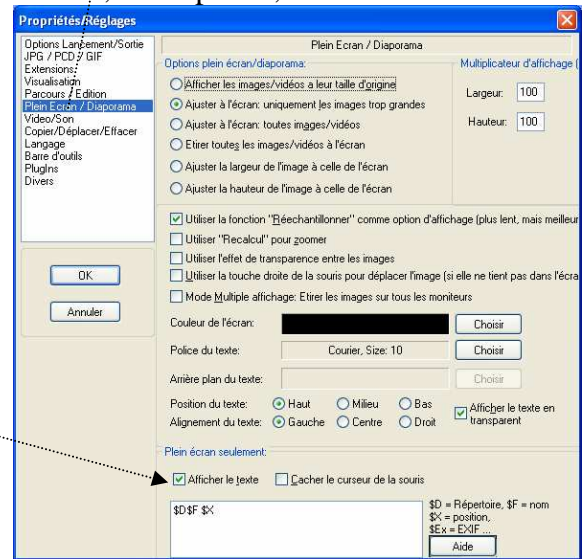 Propriétés/Réglages
Options Lancement/Sortie
JPG / PCD / GIF
Extensions
Visualisation
Parcours / Edition
Plein Ecran / Diaporama
Video/Son
Copier/Déplacer/Effacer
Langage
Barre d'outils
PlugIns
Divers
OK
Annuler
Plein Ecran / Diaporama
Options plein écran/diaporama:
Afficher les images/vidéos a leur taille d'origine
Ajuster à l'écran: uniquement les images trop grandes
Ajuster à l'écran: toutes images/vidéos
Etirer toutes les images/vidéos à l'écran
Ajuster la largeur de l'image à celle de l'écran
Ajuster la hauteur de l'image à celle de l'écran
Multiplicateur d'affichage (
Largeur: 100
Hauteur: 100
Utiliser la fonction "Réechantillonner" comme option d'affichage (plus lent, mais meilleur
Utiliser "Recalcul" pour zoomer
Utiliser l'effet de transparence entre les images
Utiliser la touche droite de la souris pour déplacer l'image (si elle ne tient pas dans l'écra
Mode Multiple affichage: Etirer les images sur tous les moniteurs
Couleur de l'écran: Choisir
Police du texte: Courier, Size: 10 Choisir
Arrière plan du texte: Choisir
Position du texte: Haut Milieu Bas
Alignement du texte: Gauche Centre Droit
Afficher le texte en
transparent
Plein écran seulement:
Afficher le texte Cacher le curseur de la souris
$D$F $X
$D = Répertoire, $F = nom
$X = position,
$Ex = EXIF ...
Aide